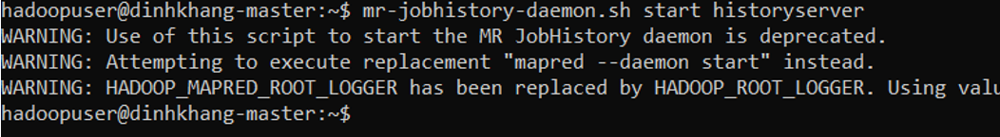 hadoopuser@dinhkhang-master:~$ mr-jobhistory-daemon.sh start historyserver
WARNING: Use of this script to start the MR JobHistory daemon is deprecated.
WARNING: Attempting to execute replacement "mapred --daemon start" instead.
WARNING: HADOOP_MAPRED_ROOT_LOGGER has been replaced by HADOOP_ROOT_LOGGER. Using
hadoopuser@dinhkhang-master:~$